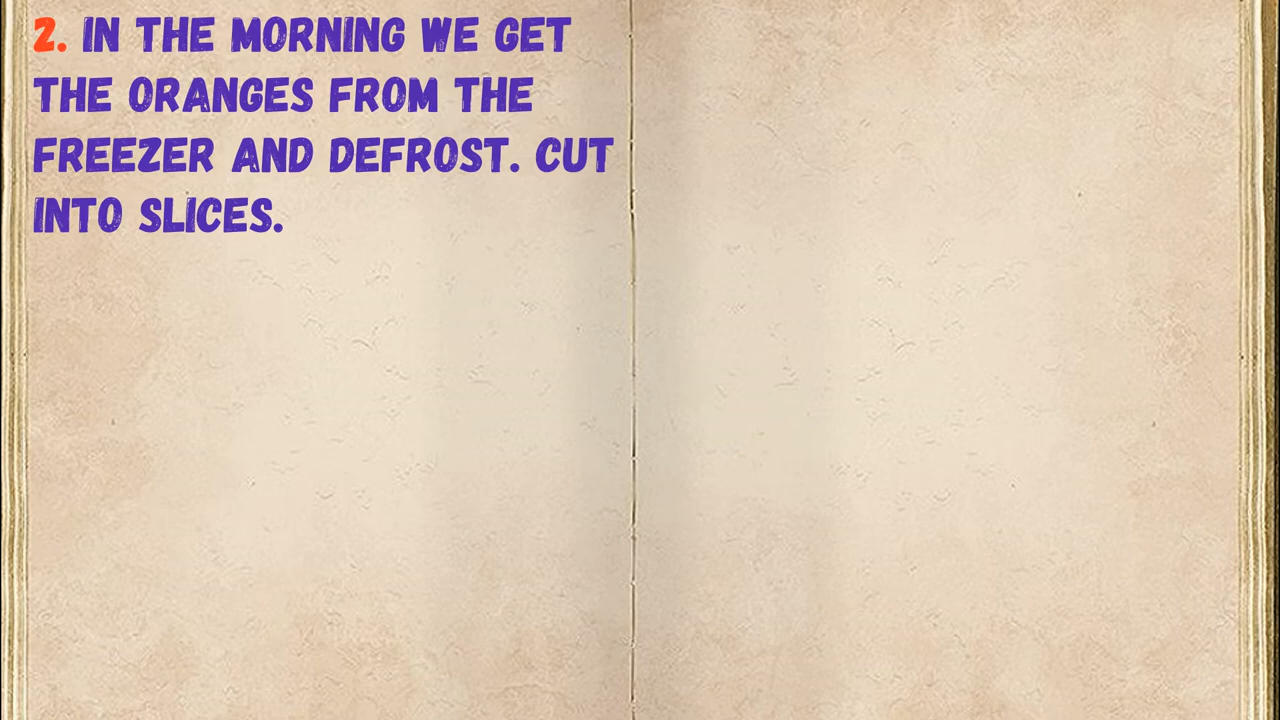 2. IN THE MORNING WE GET
THE ORANGES FROM THE
FREEZER AND DEFROST. CUT
INTO SLICES.